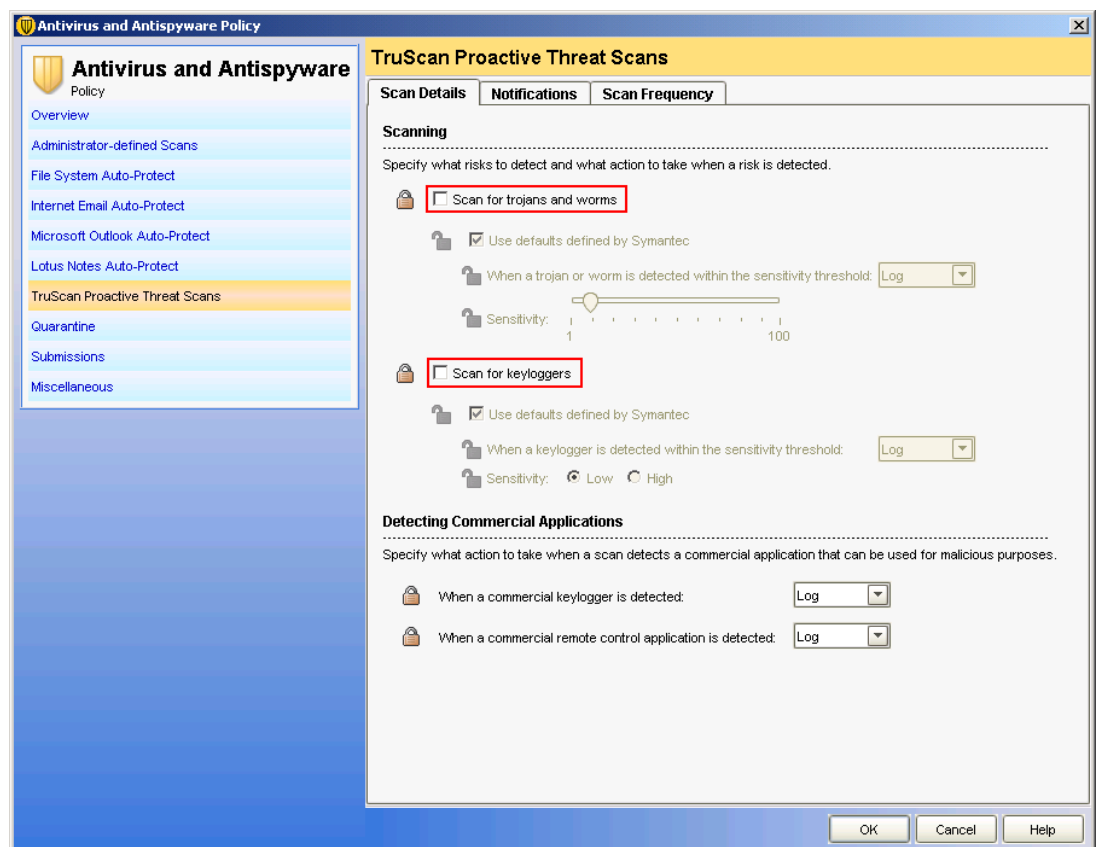 Antivirus and Antispyware Policy
Antivirus and Antispyware
Policy
Overview
Administrator-defined Scans
File System Auto-Protect
Internet Email Auto-Protect
Microsoft Outlook Auto-Protect
Lotus Notes Auto-Protect
TruScan Proactive Threat Scans
Quarantine
Submissions
Miscellaneous
TruScan Proactive Threat Scans
Scan Details Notifications Scan Frequency
Scanning
Specify what risks to detect and what action to take when a risk is detected.
Scan for trojans and worms
Use defaults defined by Symantec
When a trojan or worm is detected within the sensitivity threshold: Log
Sensitivity:
1 100
Scan for keyloggers
Use defaults defined by Symantec
When a keylogger is detected within the sensitivity threshold: Log
Sensitivity: Low High
Detecting Commercial Applications
Specify what action to take when a scan detects a commercial application that can be used for malicious purposes.
When a commercial keylogger is detected: Log
When a commercial remote control application is detected: Log
OK Cancel Help